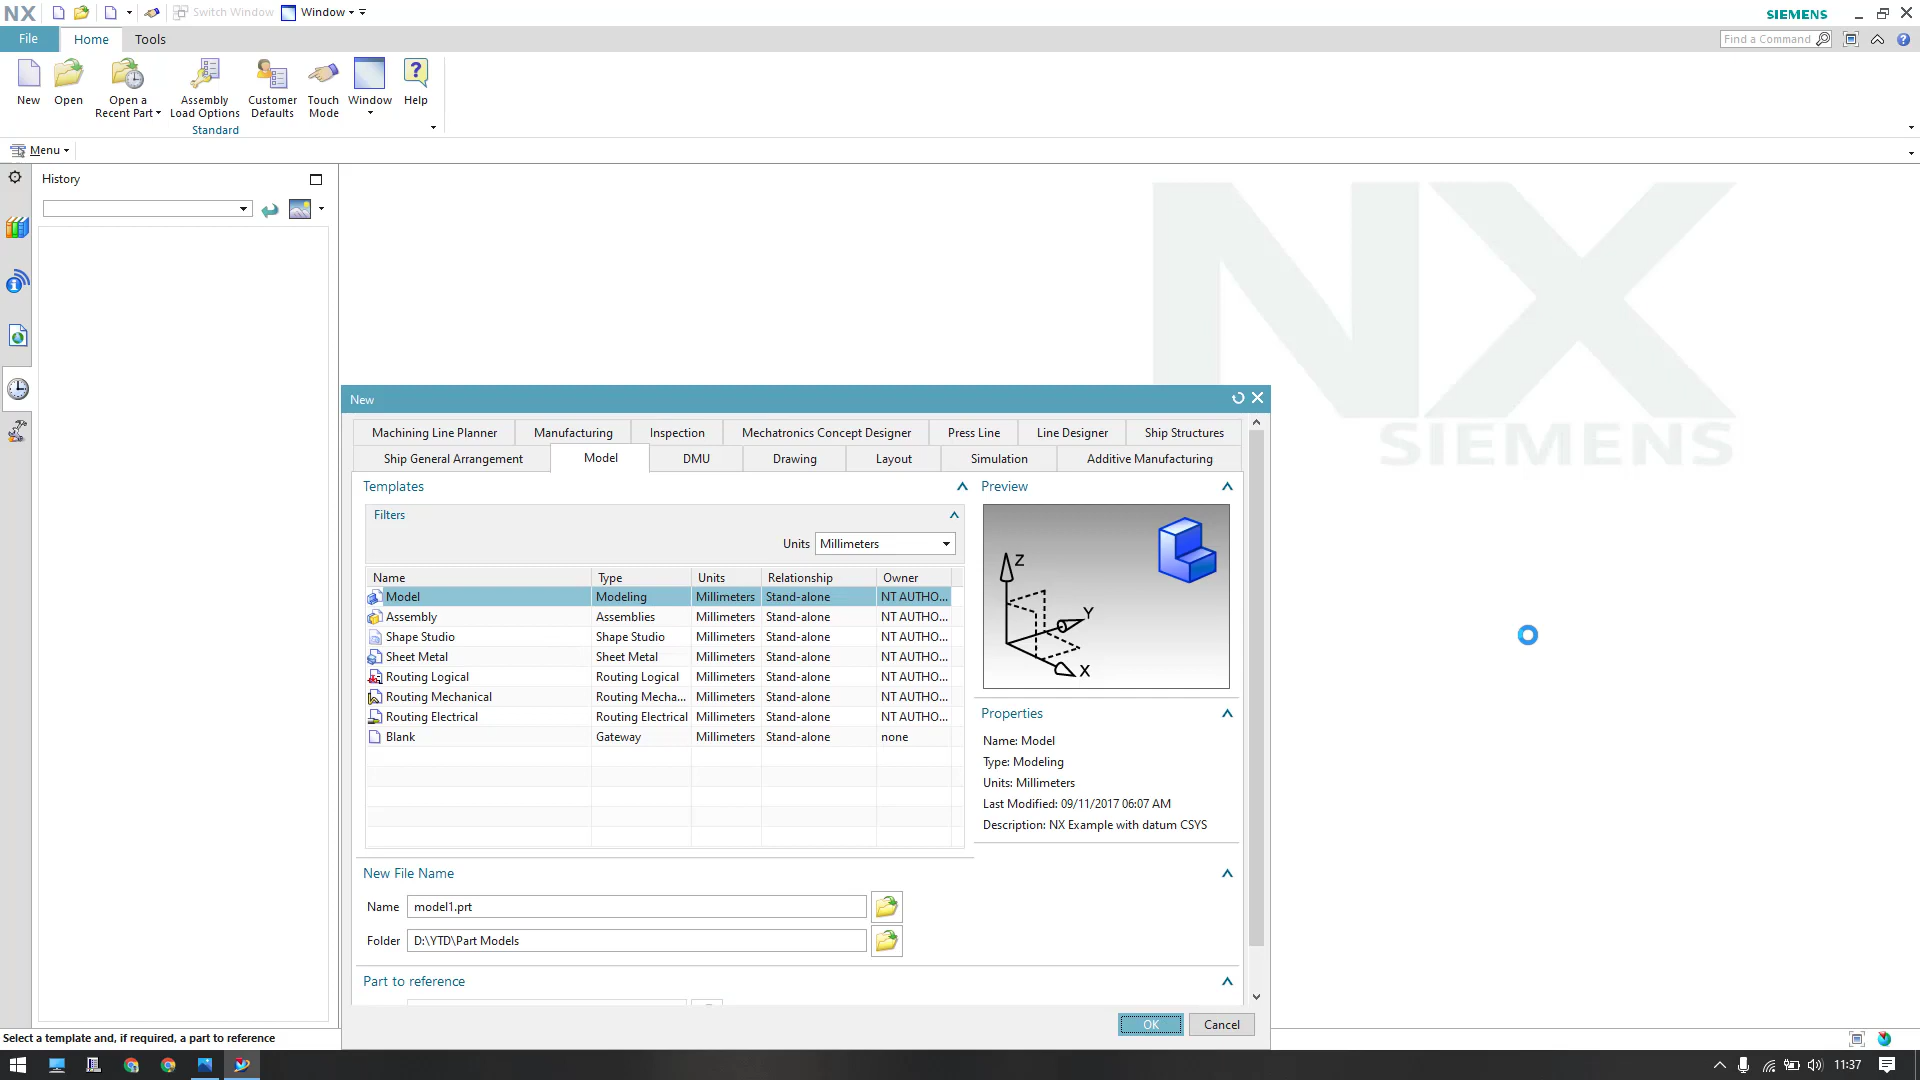 NX Switch Window Window SIEMENS
File Home Tools Find a Command
New Open Open a Recent Part Assembly Load Options Customer Defaults Touch Mode Window Help
Standard
Menu
History
NX
SIEMENS
New
Machining Line Planner Manufacturing Inspection Mechatronics Concept Designer Press Line Line Designer Ship Structures
Ship General Arrangement Model DMU Drawing Layout Simulation Additive Manufacturing
Templates Preview
Filters
Units Millimeters
Z
Y
X
Name Type Units Relationship Owner
Model Modeling Millimeters Stand-alone NT AUTHO...
Assembly Assemblies Millimeters Stand-alone NT AUTHO...
Shape Studio Shape Studio Millimeters Stand-alone NT AUTHO...
Sheet Metal Sheet Metal Millimeters Stand-alone NT AUTHO...
Routing Logical Routing Logical Millimeters Stand-alone NT AUTHO...
Routing Mechanical Routing Mecha... Millimeters Stand-alone NT AUTHO...
Routing Electrical Routing Electrical Millimeters Stand-alone NT AUTHO...
Blank Gateway Millimeters Stand-alone none
Properties
Name: Model
Type: Modeling
Units: Millimeters
Last Modified: 09/11/2017 06:07 AM
Description: NX Example with datum CSYS
New File Name
Name model1.prt
Folder D:\YTD\Part Models
Part to reference
OK Cancel
Select a template and, if required, a part to reference
11:37